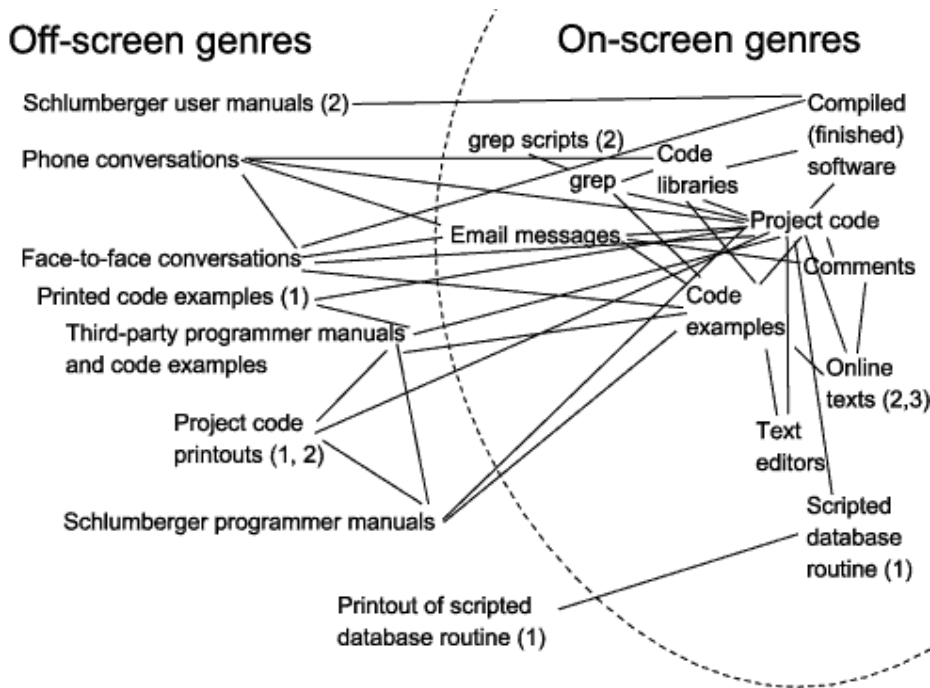 Off-screen genres
On-screen genres
Schlumberger user manuals (2)
Compiled
(finished)
software
grep scripts (2)
Phone conversations
Code
libraries
grep
Project code
Email messages
Face-to-face conversations
Comments
Printed code examples (1)
Code
examples
Third-party programmer manuals
and code examples
Online
texts (2,3)
Project code
printouts (1, 2)
Text
editors
Schlumberger programmer manuals
Scripted
database
routine (1)
Printout of scripted
database routine (1)